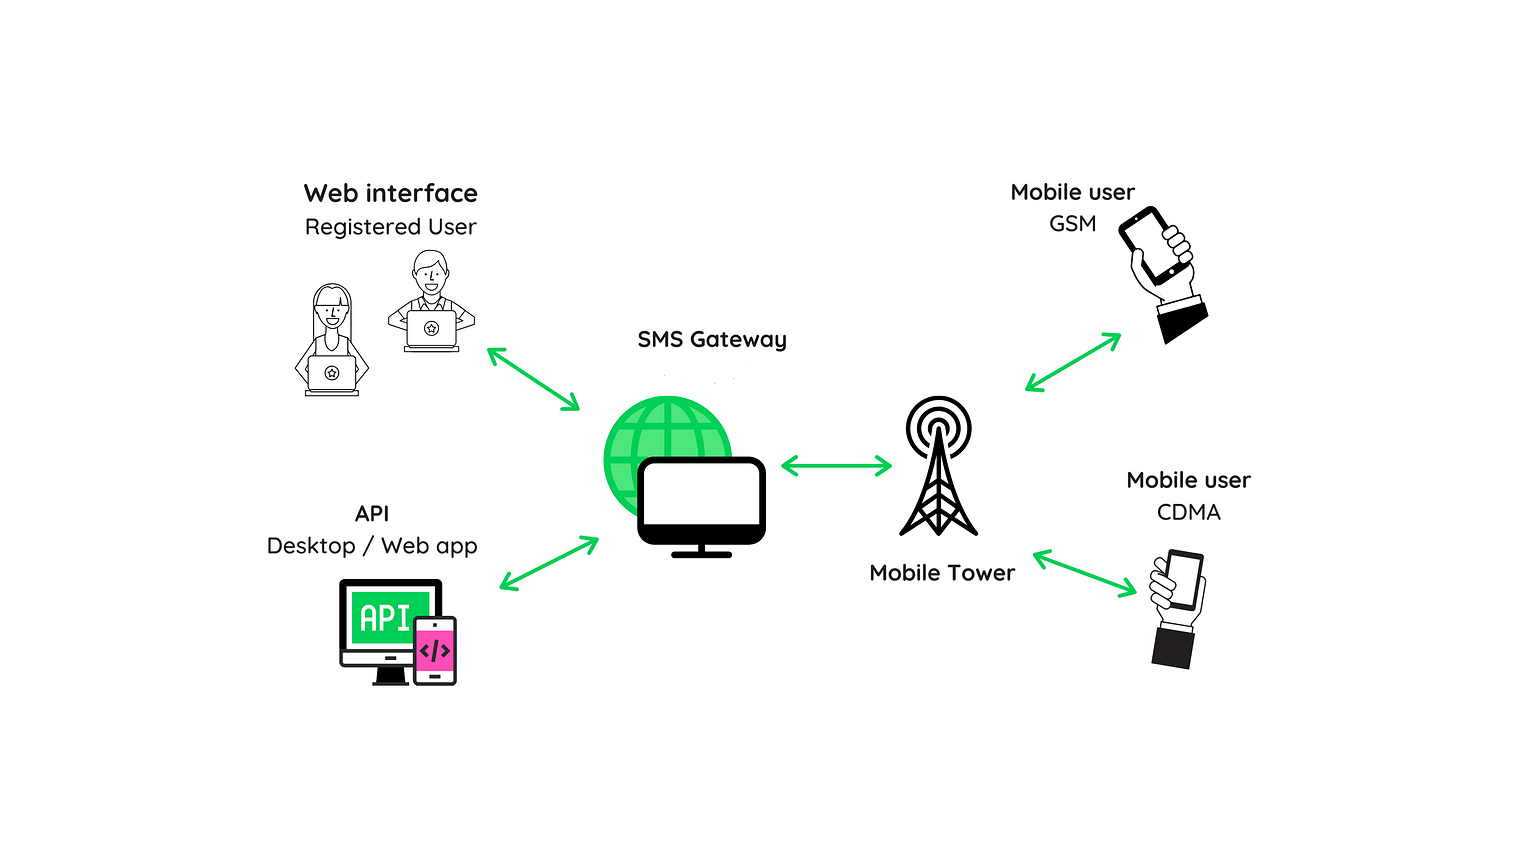 Web interface
Registered User
Mobile user
GSM
SMS Gateway
Mobile user
CDMA
API
Desktop / Web app
Mobile Tower
API
</>